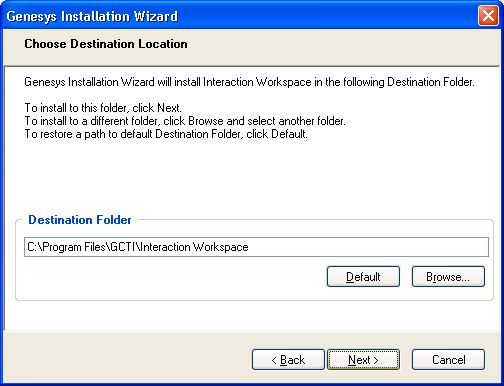 Genesys Installation Wizard
Choose Destination Location
Genesys Installation Wizard will install Interaction Workspace in the following Destination Folder.
To install to this folder, click Next.
To install to a different folder, click Browse and select another folder.
To restore a path to default Destination Folder, click Default.
Destination Folder
C:\Program Files\GCTI\Interaction Workspace
Default Browse...
< Back Next > Cancel